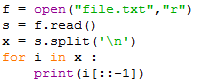 f = open("file.txt","r")
s = f.read()
x = s.split('\n')
for i in x :
    print(i[::-1])